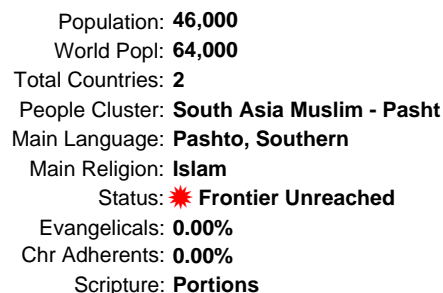 Population: 46,000
World Popl: 64,000
Total Countries: 2
People Cluster: South Asia Muslim - Pasht
Main Language: Pashto, Southern
Main Religion: Islam
Status: Frontier Unreached
Evangelicals: 0.00%
Chr Adherents: 0.00%
Scripture: Portions